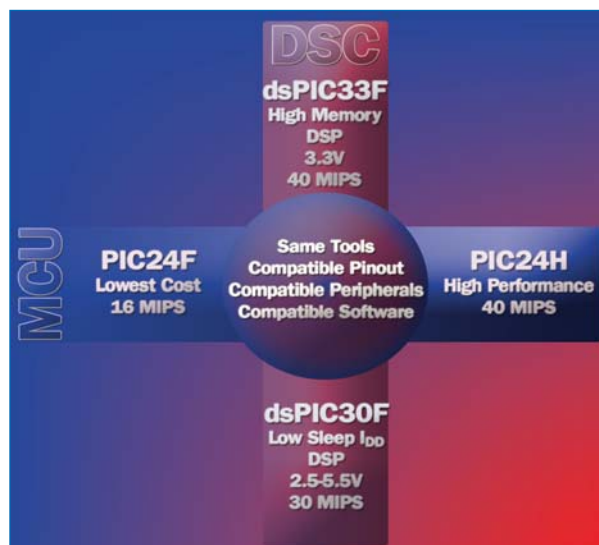 DSC
dsPIC33F
High Memory
DSP
3.3V
40 MIPS
MCU
PIC24F
Lowest Cost
16 MIPS
Same Tools
Compatible Pinout
Compatible Peripherals
Compatible Software
PIC24H
High Performance
40 MIPS
dsPIC30F
Low Sleep IDD
DSP
2.5-5.5V
30 MIPS